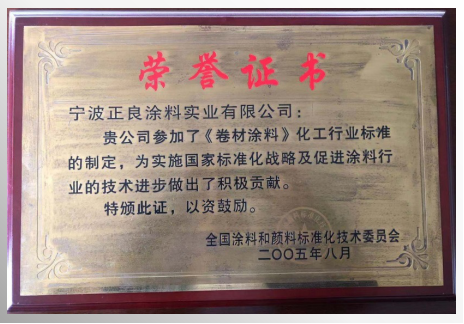 荣誉证书
宁波正良涂料实业有限公司：
贵公司参加了《卷材涂料》化工行业标准
的制定，为实施国家标准化战略及促进涂料行
业的技术进步做出了积极贡献。
特颁此证，以资鼓励。
全国涂料和颜料标准化技术委员会
二〇〇五年八月